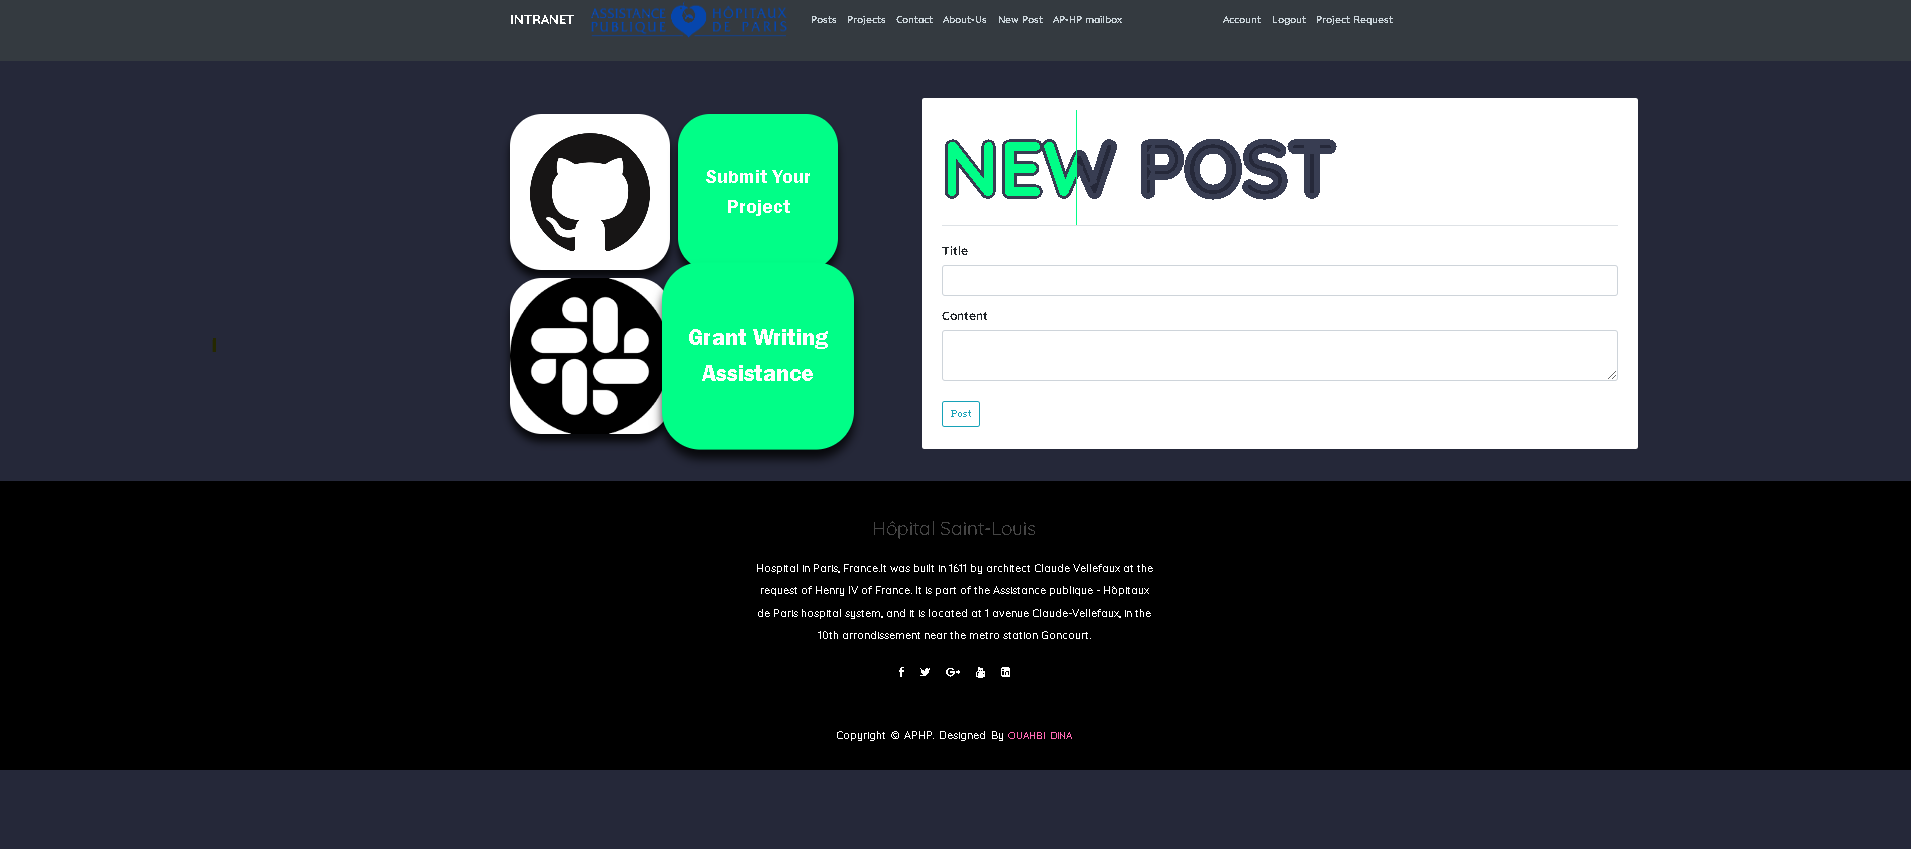 INTRANET
ASSISTANCE HÔPITAUX
PUBLIQUE DE PARIS
Posts Projects Contact About-Us New Post AP-HP mailbox
Account Logout Project Request
Submit Your
Project
Grant Writing
Assistance
NEW POST
Title
Content
Post
Hôpital Saint-Louis
Hospital in Paris, France.It was built in 1611 by architect Claude Vellefaux at the
request of Henry IV of France. It is part of the Assistance publique - Hôpitaux
de Paris hospital system, and it is located at 1 avenue Claude-Vellefaux, in the
10th arrondissement near the metro station Goncourt.
Copyright © APHP. Designed By OUAHBI DINA